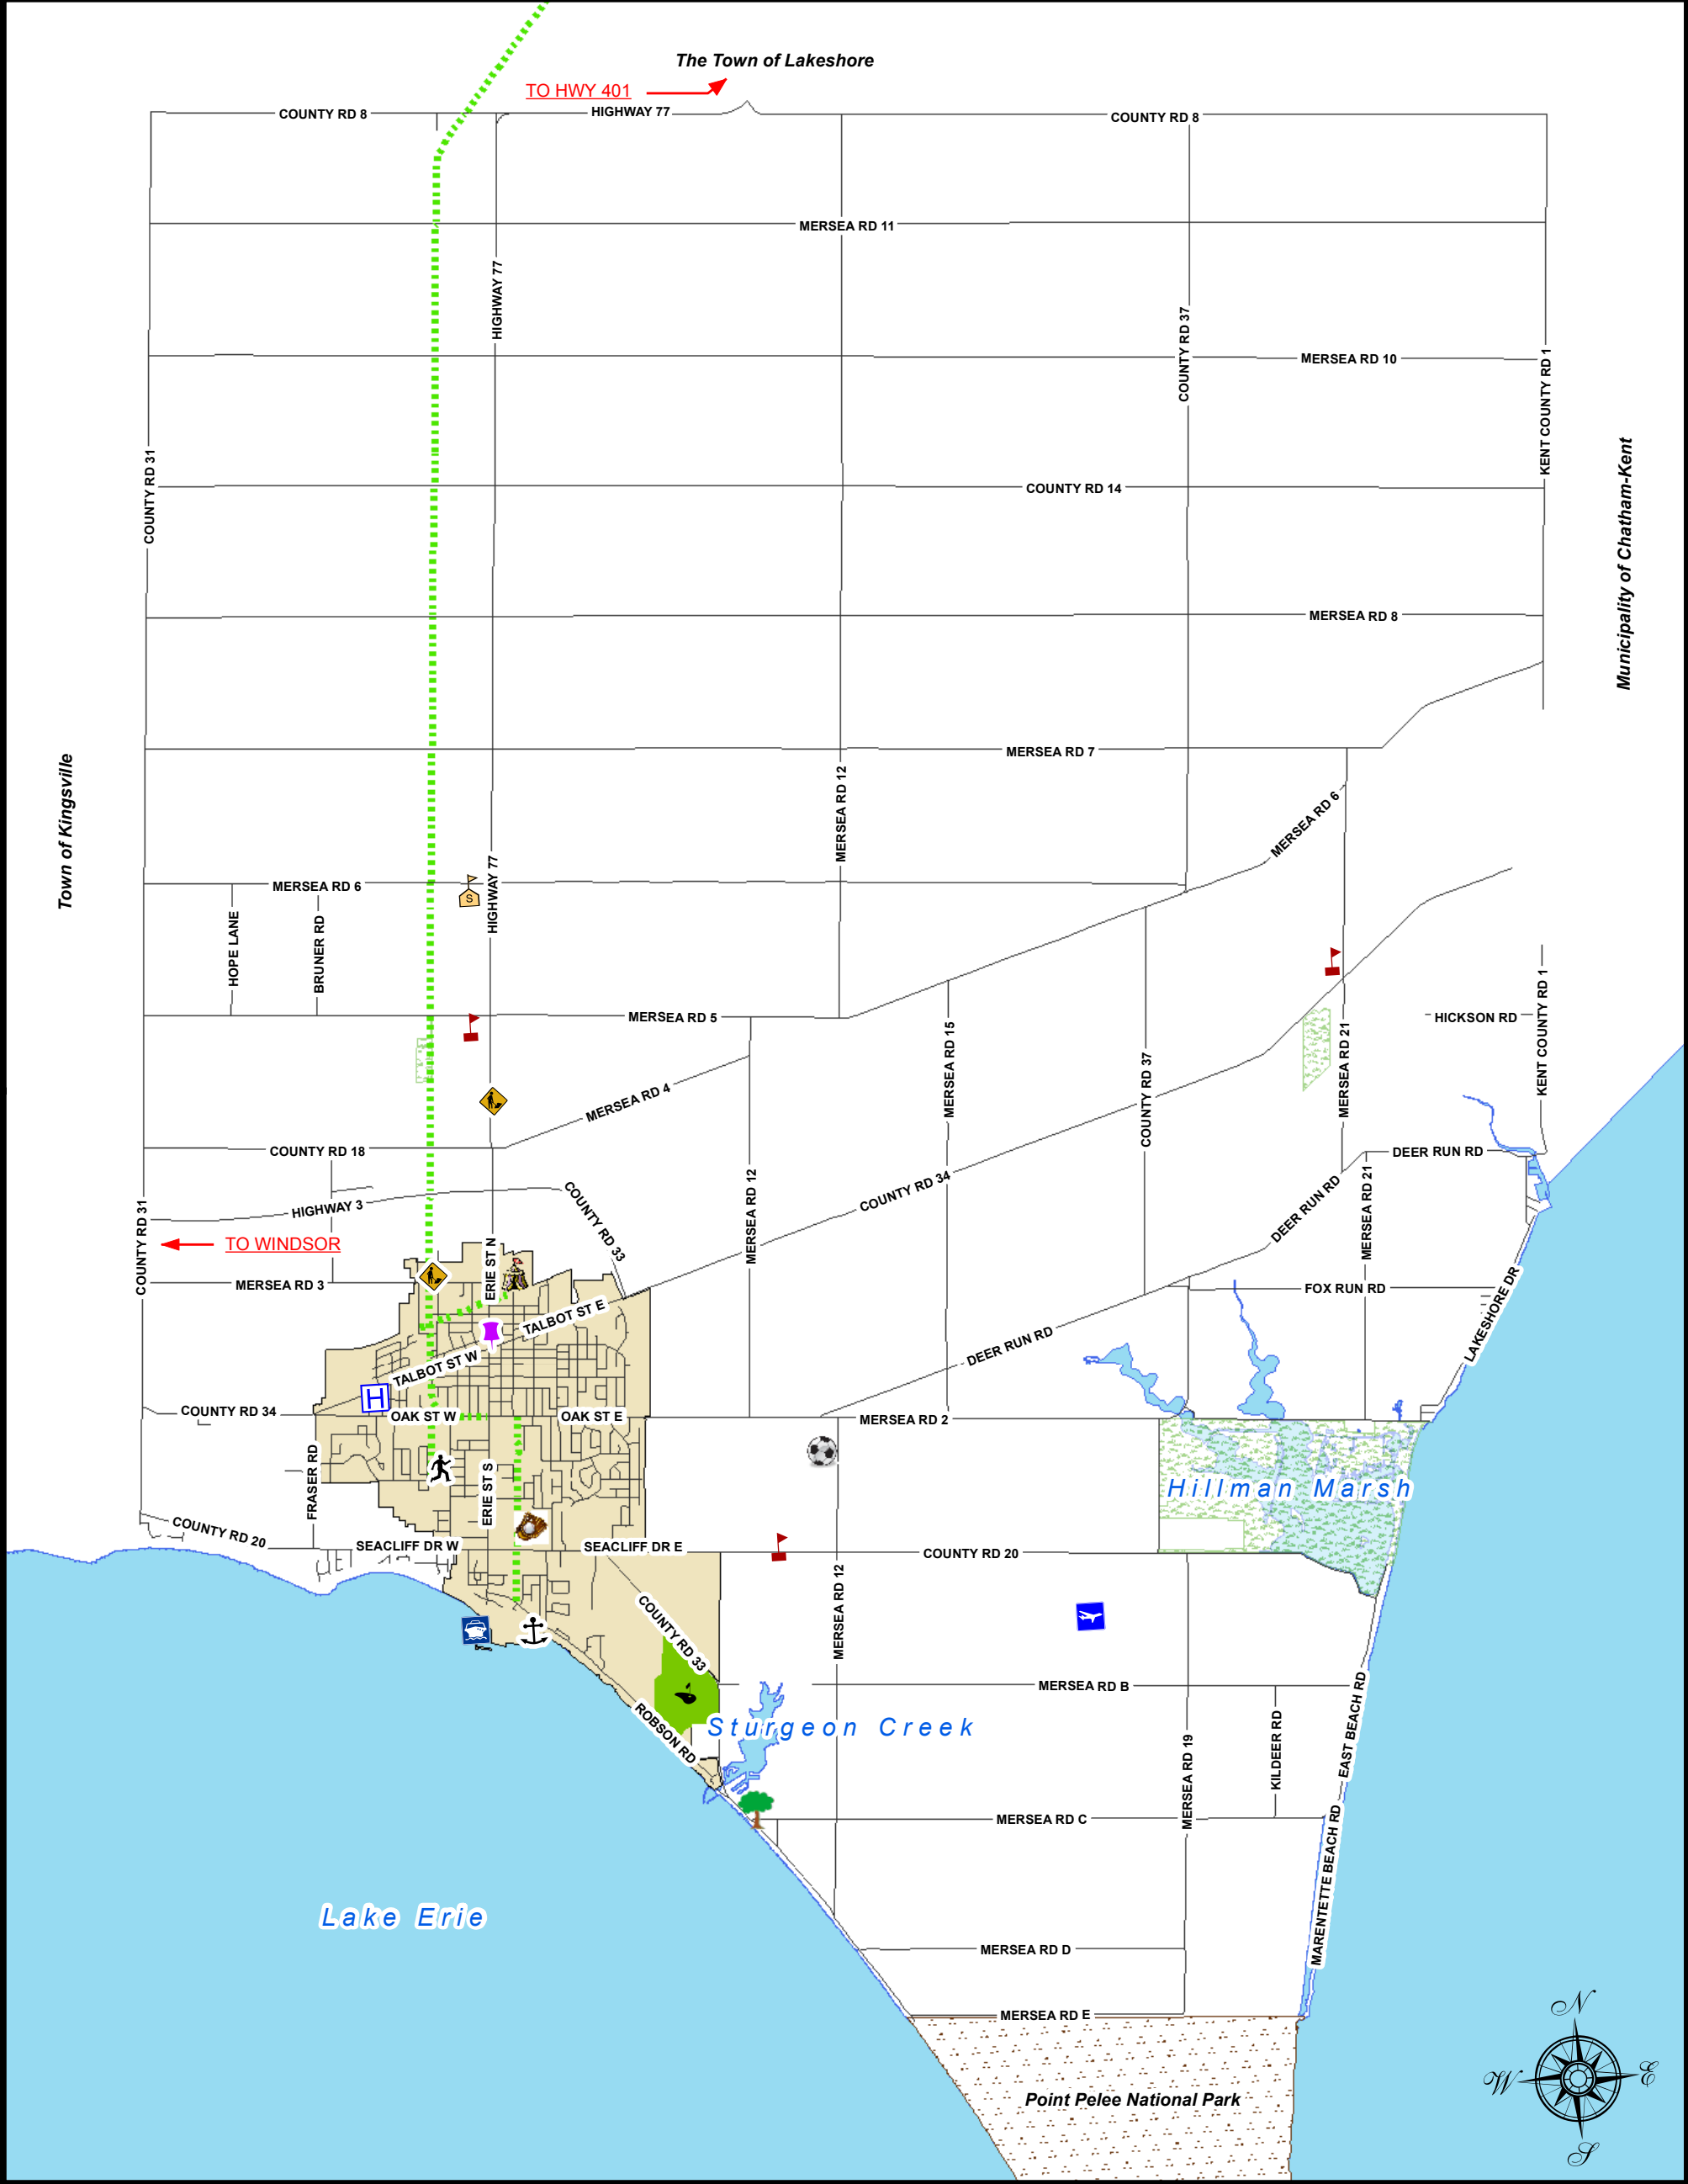 The Town of Lakeshore
TO HWY 401
COUNTY RD 8
HIGHWAY 77
COUNTY RD 8
MERSEA RD 11
HIGHWAY 77
COUNTY RD 37
MERSEA RD 10
KENT COUNTY RD 1
COUNTY RD 31
COUNTY RD 14
Municipality of Chatham-Kent
MERSEA RD 8
MERSEA RD 7
Town of Kingsville
MERSEA RD 12
MERSEA RD 6
MERSEA RD 6
S
HIGHWAY 77
HOPE LANE
BRUNER RD
MERSEA RD 5
HICKSON RD
KENT COUNTY RD 1
MERSEA RD 15
MERSEA RD 21
COUNTY RD 37
MERSEA RD 4
COUNTY RD 18
DEER RUN RD
HIGHWAY 3
COUNTY RD 33
MERSEA RD 12
COUNTY RD 34
DEER RUN RD
MERSEA RD 21
COUNTY RD 31
TO WINDSOR
ERIE ST N
MERSEA RD 3
FOX RUN RD
LAKESHORE DR
TALBOT ST E
DEER RUN RD
TALBOT ST W
H
COUNTY RD 34
OAK ST W
OAK ST E
MERSEA RD 2
FRASER RD
ERIE ST S
Hillman Marsh
COUNTY RD 20
SEACLIFF DR W
SEACLIFF DR E
COUNTY RD 20
MERSEA RD 12
COUNTY RD 33
MERSEA RD B
ROBSON RD
Sturgeon Creek
EAST BEACH RD
KILDEER RD
MERSEA RD 19
MERSEA RD C
MARENTETTE BEACH RD
Lake Erie
MERSEA RD D
MERSEA RD E
Point Pelee National Park
N
W
E
S